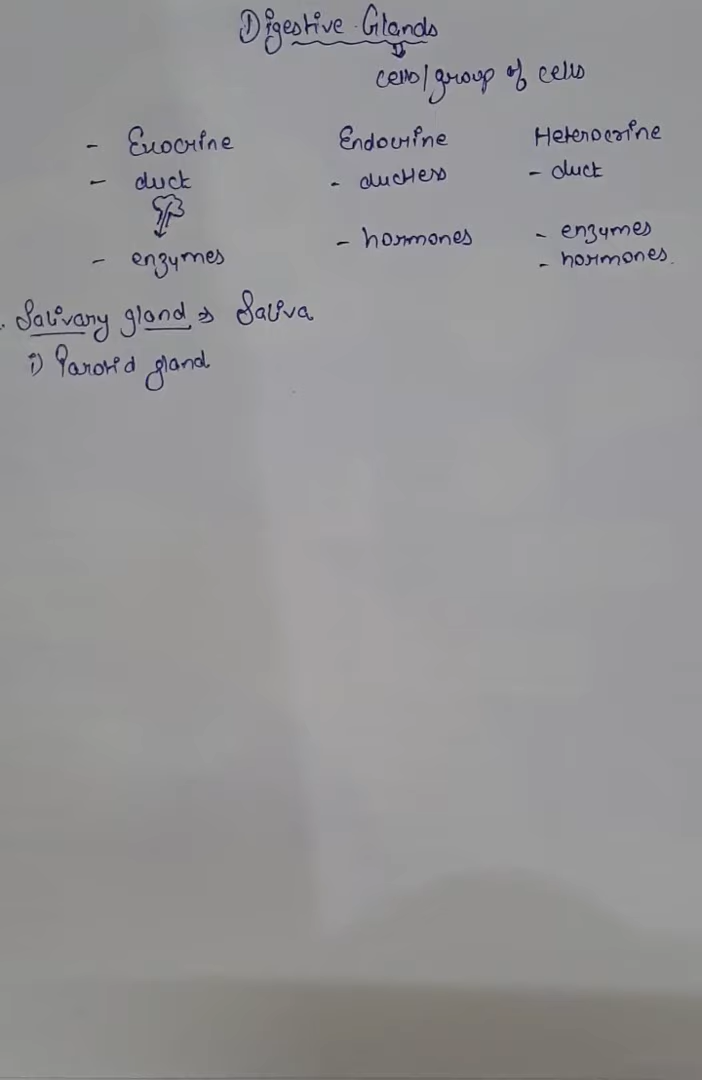 Digestive Glands
cells/group of cells
- Exocrine Endocrine Heterocrine
- duct - ductless - duct
- enzymes - hormones - enzymes
- hormones.
. Salivary gland → Saliva
i) Parotid gland